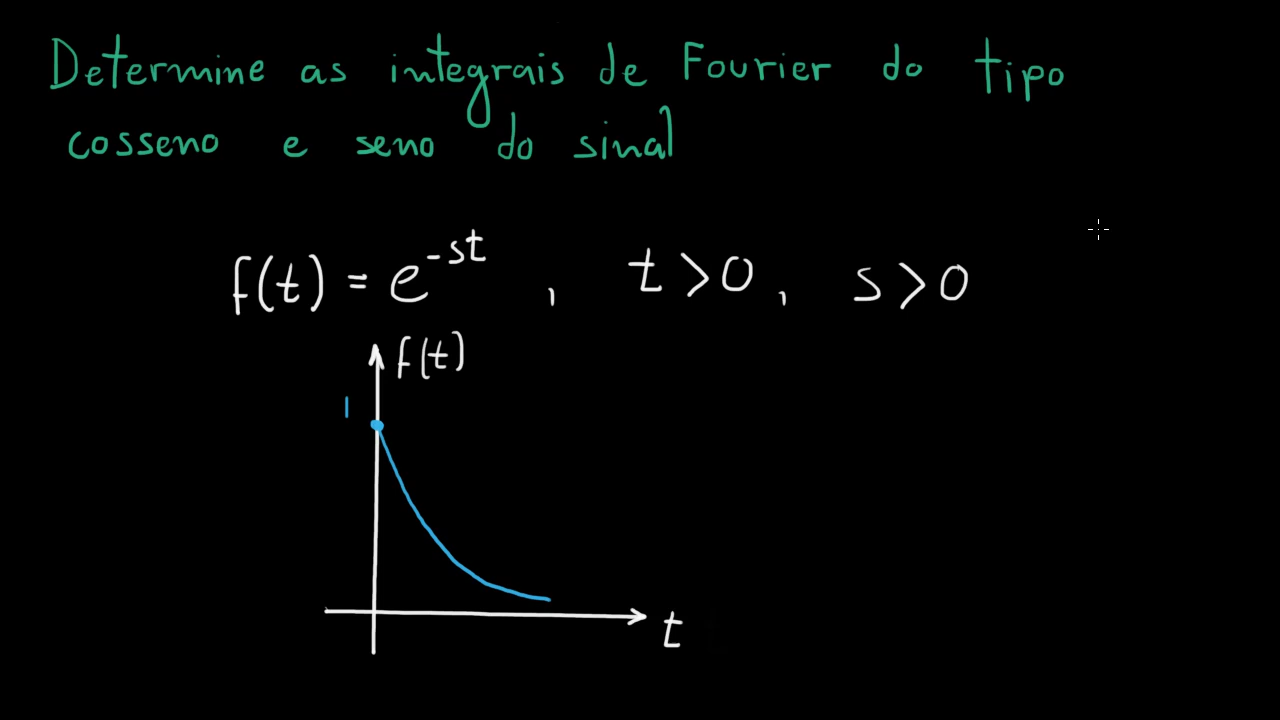 Determine as integrais de Fourier do tipo
cosseno e seno do sinal
f(t) = e^{-st} , t > 0 , s > 0
f(t)
1
t